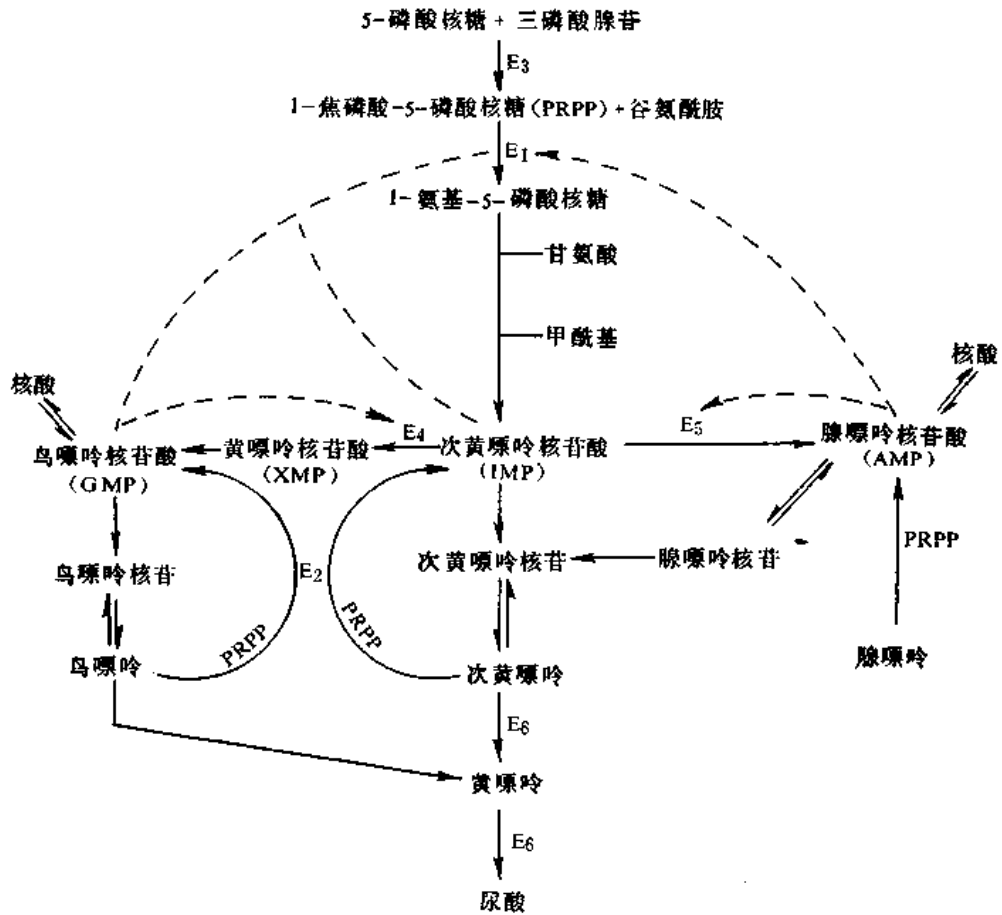 5-磷酸核糖 + 三磷酸腺苷
E3
1-焦磷酸-5-磷酸核糖(PRPP)+谷氨酰胺
E1
1-氨基-5-磷酸核糖
甘氨酸
甲酰基
核酸
核酸
E4
E5
鸟嘌呤核苷酸
(GMP)
黄嘌呤核苷酸
(XMP)
次黄嘌呤核苷酸
(IMP)
腺嘌呤核苷酸
(AMP)
PRPP
次黄嘌呤核苷
腺嘌呤核苷
鸟嘌呤核苷
E2
PRPP
PRPP
鸟嘌呤
次黄嘌呤
腺嘌呤
E6
黄嘌呤
E6
尿酸